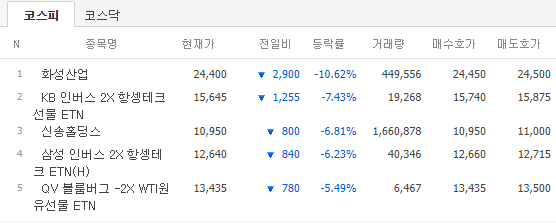 코스피 코스닥
N 종목명 현재가 전일비 등락률 거래량 매수호가 매도호가
1 화성산업 24,400 ▼ 2,900 -10.62% 449,556 24,450 24,500
2 KB 인버스 2X 항셍테크 15,645 ▼ 1,255 -7.43% 19,268 15,740 15,875
선물 ETN
3 신송홀딩스 10,950 ▼ 800 -6.81% 1,660,878 10,950 11,000
4 삼성 인버스 2X 항셍테 12,640 ▼ 840 -6.23% 40,346 12,660 12,715
크 ETN(H)
5 QV 블룸버그 -2X WTI원 13,435 ▼ 780 -5.49% 6,467 13,435 13,500
유선물 ETN